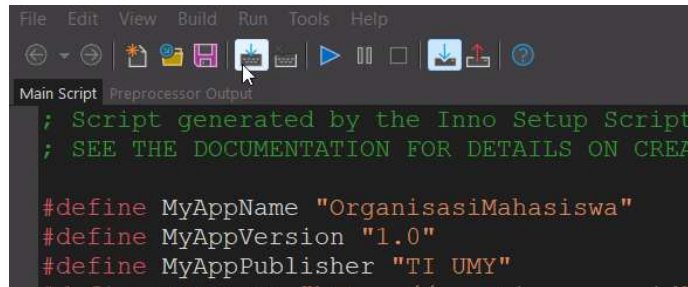 File Edit View Build Run Tools Help
Main Script Preprocessor Output
; Script generated by the Inno Setup Script
; SEE THE DOCUMENTATION FOR DETAILS ON CREA
#define MyAppName "OrganisasiMahasiswa"
#define MyAppVersion "1.0"
#define MyAppPublisher "TI UMY"